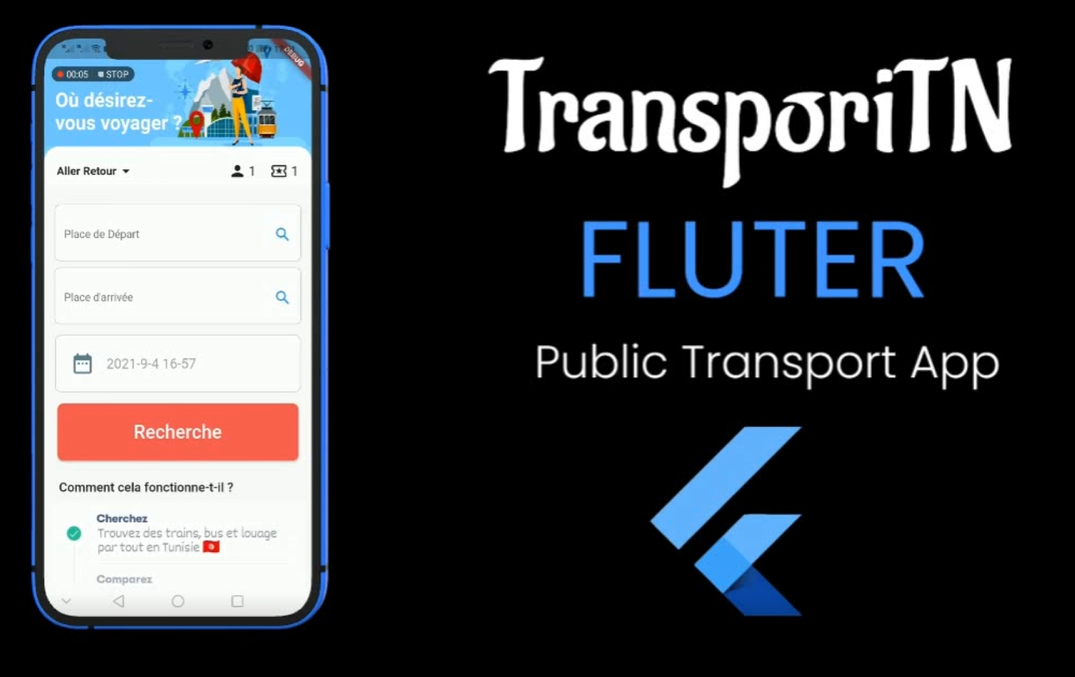 00:05 STOP
DEBUG
Où désirez-
vous voyager ?
Aller Retour 1 1
Place de Départ
Place d'arrivée
2021-9-4 16-57
Recherche
Comment cela fonctionne-t-il ?
Cherchez
Trouvez des trains, bus et louage
par tout en Tunisie 🇹🇳
Comparez
TransporiTN
FLUTER
Public Transport App